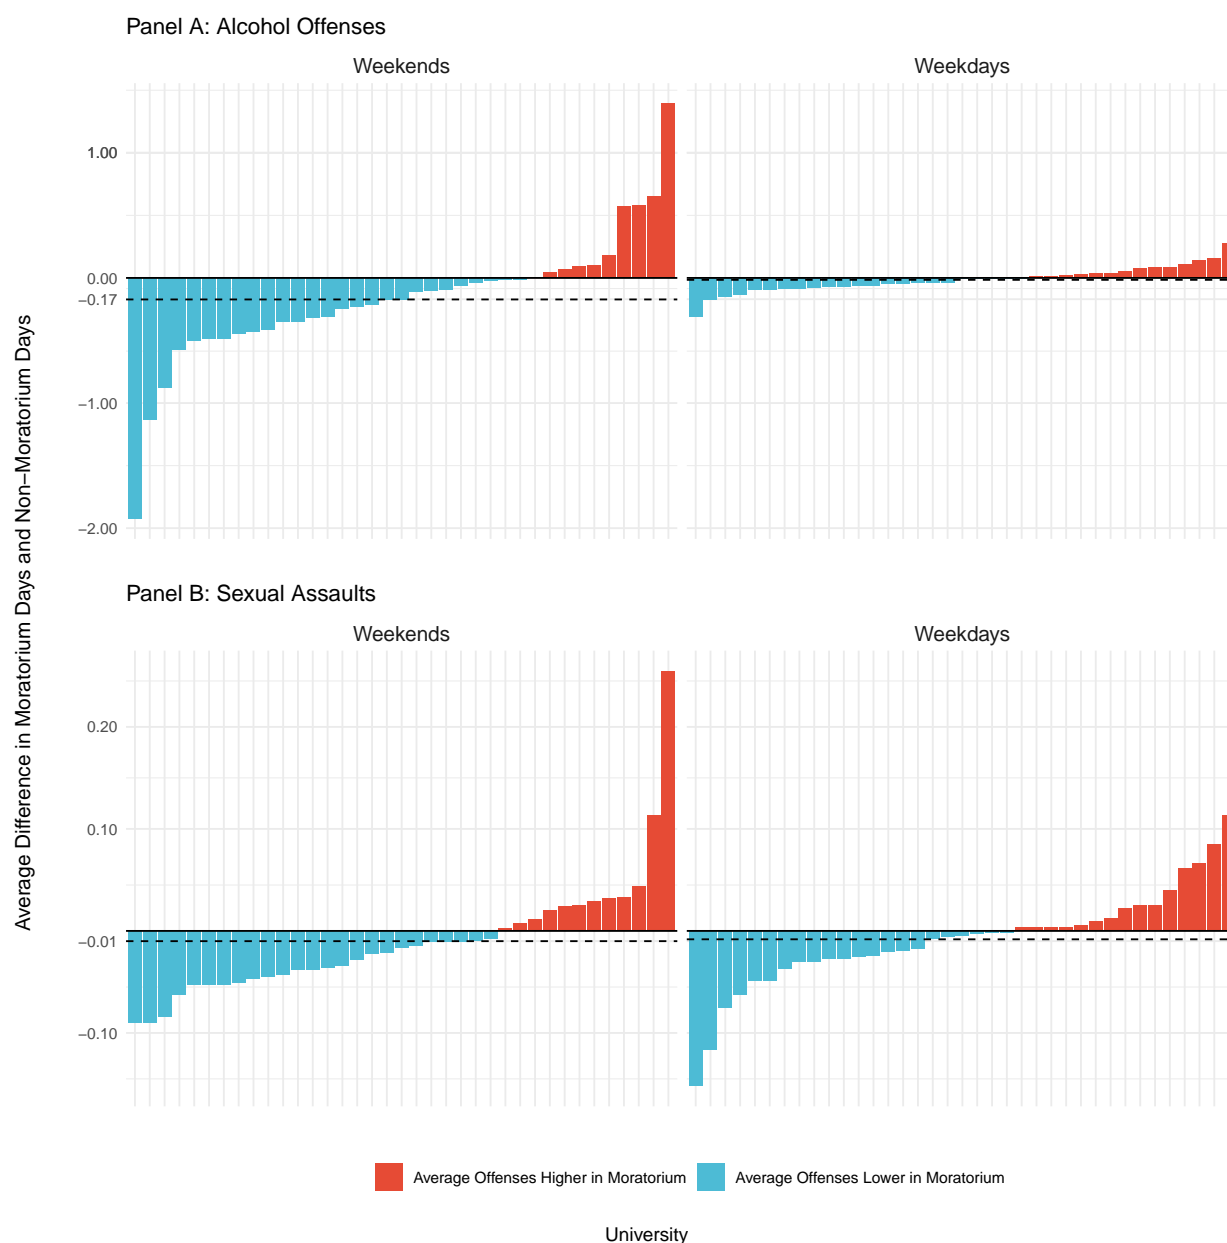 Panel A: Alcohol Offenses
Weekends
Weekdays
1.00
0.00
−0.17
−1.00
−2.00
Average Difference in Moratorium Days and Non−Moratorium Days
Panel B: Sexual Assaults
Weekends
Weekdays
0.20
0.10
−0.01
−0.10
Average Offenses Higher in Moratorium
Average Offenses Lower in Moratorium
University